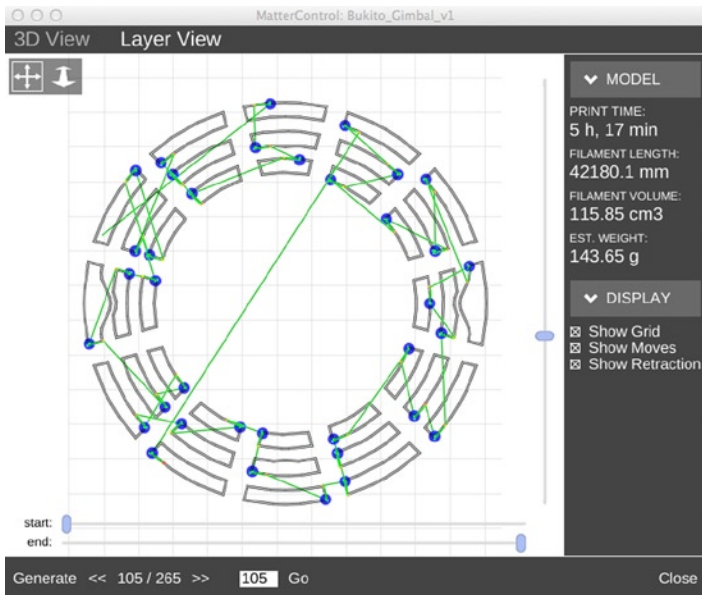 MatterControl: Bukito_Gimbal_v1
3D View Layer View
MODEL
PRINT TIME:
5 h, 17 min
FILAMENT LENGTH:
42180.1 mm
FILAMENT VOLUME:
115.85 cm3
EST. WEIGHT:
143.65 g
DISPLAY
Show Grid
Show Moves
Show Retraction
start:
end:
Generate << 105 / 265 >> 105 Go Close